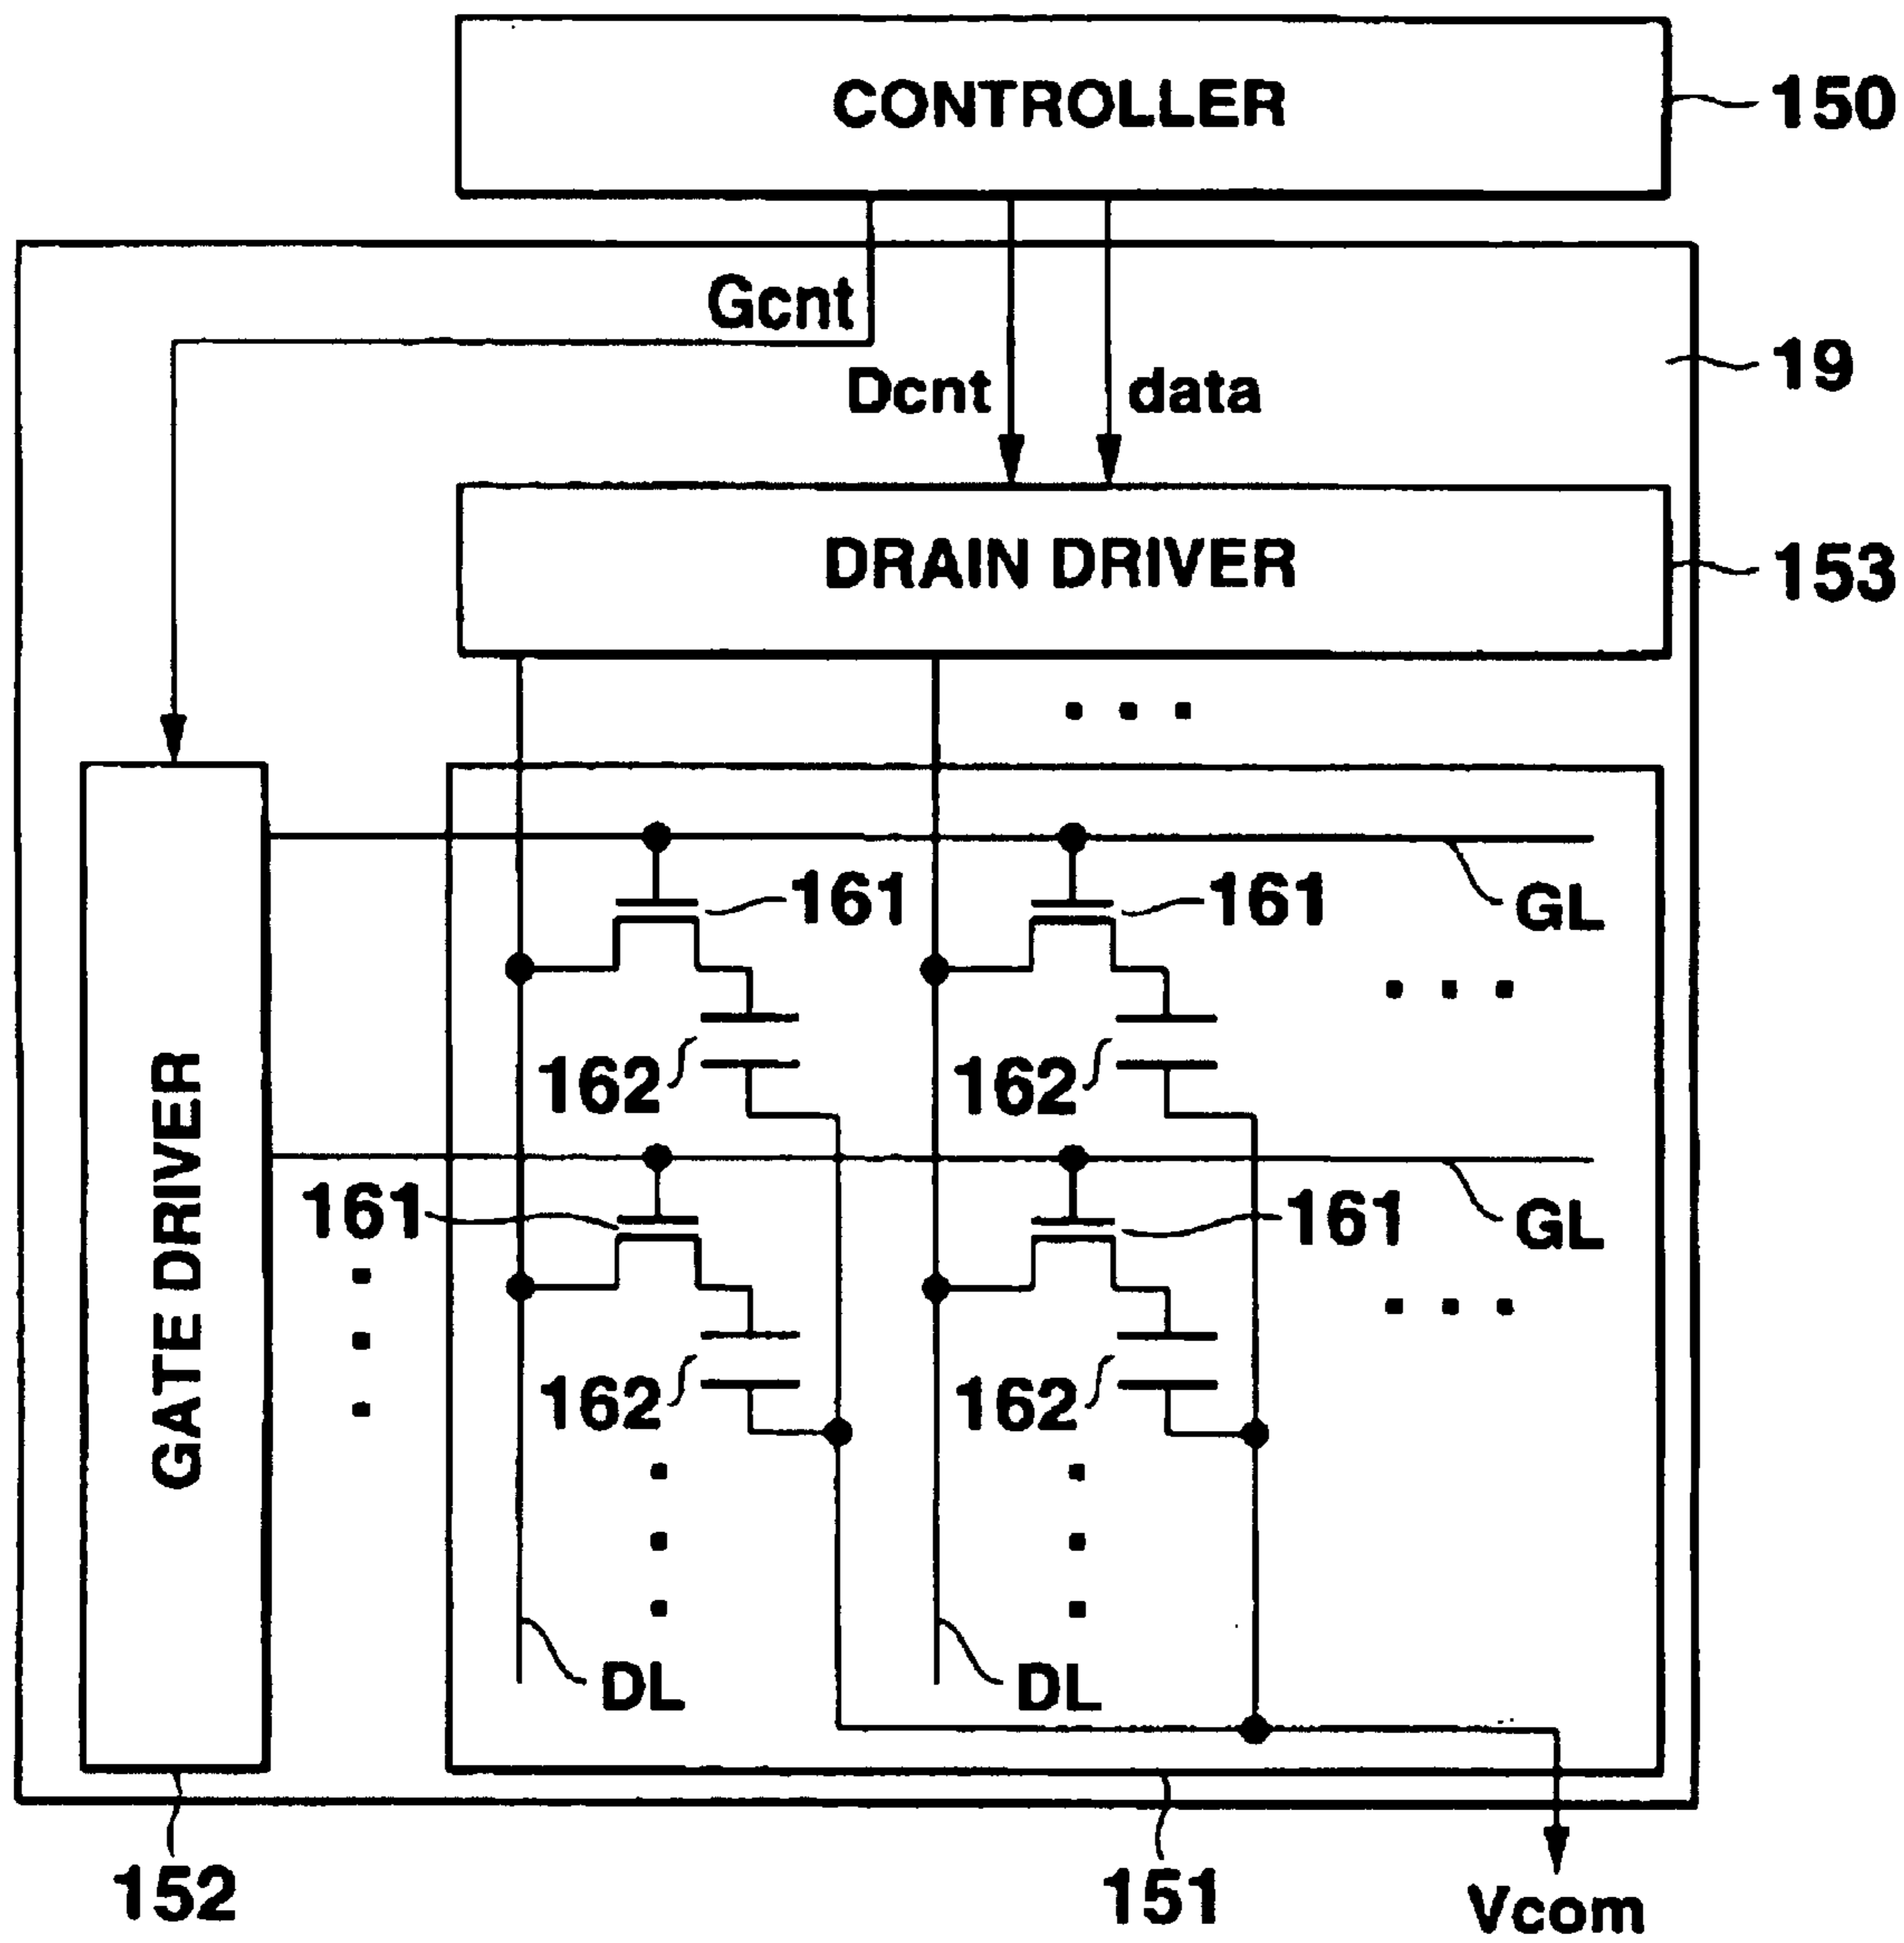 CONTROLLER
150
Gcnt
19
Dcnt
data
DRAIN DRIVER
153
161
161
GL
162
162
GATE DRIVER
161
161
GL
162
162
DL
DL
152
151
Vcom